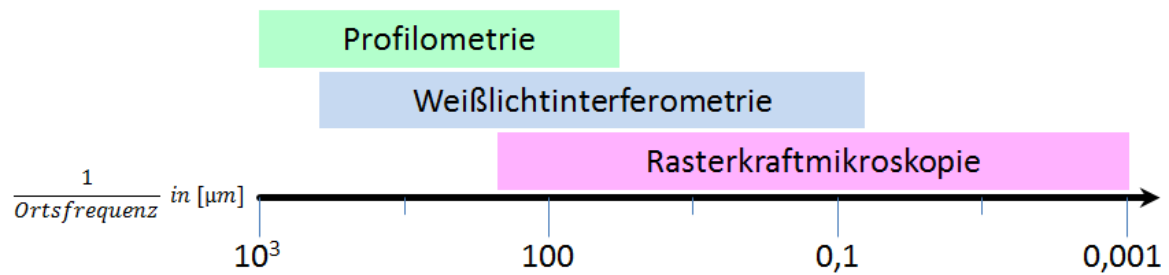 Profilometrie
Weißlichtinterferometrie
Rasterkraftmikroskopie
1
Ortsfrequenz in [μm]
10³ 100 0,1 0,001